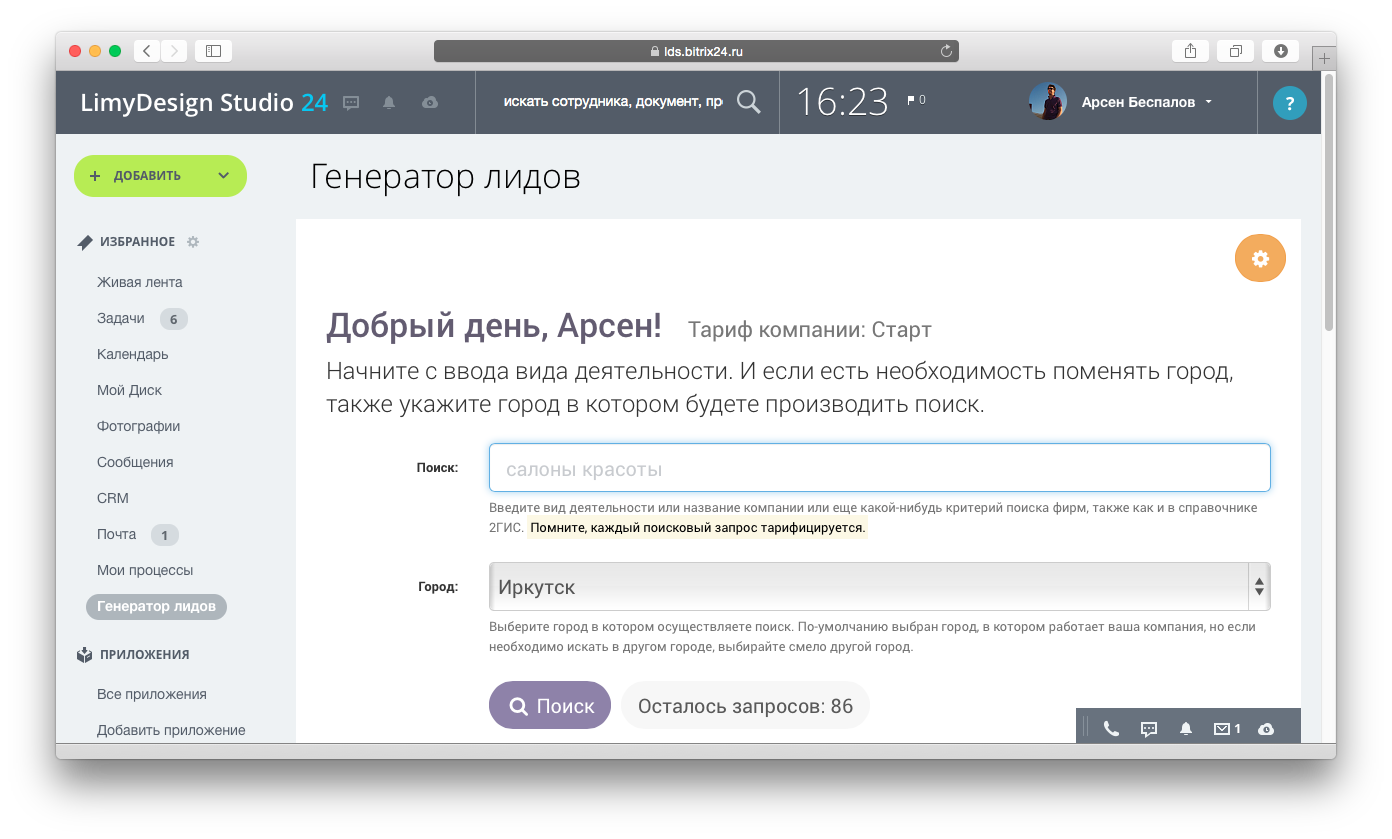 lds.bitrix24.ru
LimyDesign Studio 24
искать сотрудника, документ, пр
16:23
0
Арсен Беспалов
?
+ ДОБАВИТЬ
Генератор лидов
ИЗБРАННОЕ
Живая лента
Задачи 6
Календарь
Мой Диск
Фотографии
Сообщения
CRM
Почта 1
Мои процессы
Генератор лидов
ПРИЛОЖЕНИЯ
Все приложения
Добавить приложение
Добрый день, Арсен! Тариф компании: Старт
Начните с ввода вида деятельности. И если есть необходимость поменять город,
также укажите город в котором будете производить поиск.
Поиск: салоны красоты
Введите вид деятельности или название компании или еще какой-нибудь критерий поиска фирм, также как и в справочнике
2ГИС. Помните, каждый поисковый запрос тарифицируется.
Город: Иркутск
Выберите город в котором осуществляете поиск. По-умолчанию выбран город, в котором работает ваша компания, но если
необходимо искать в другом городе, выбирайте смело другой город.
Поиск Осталось запросов: 86
1